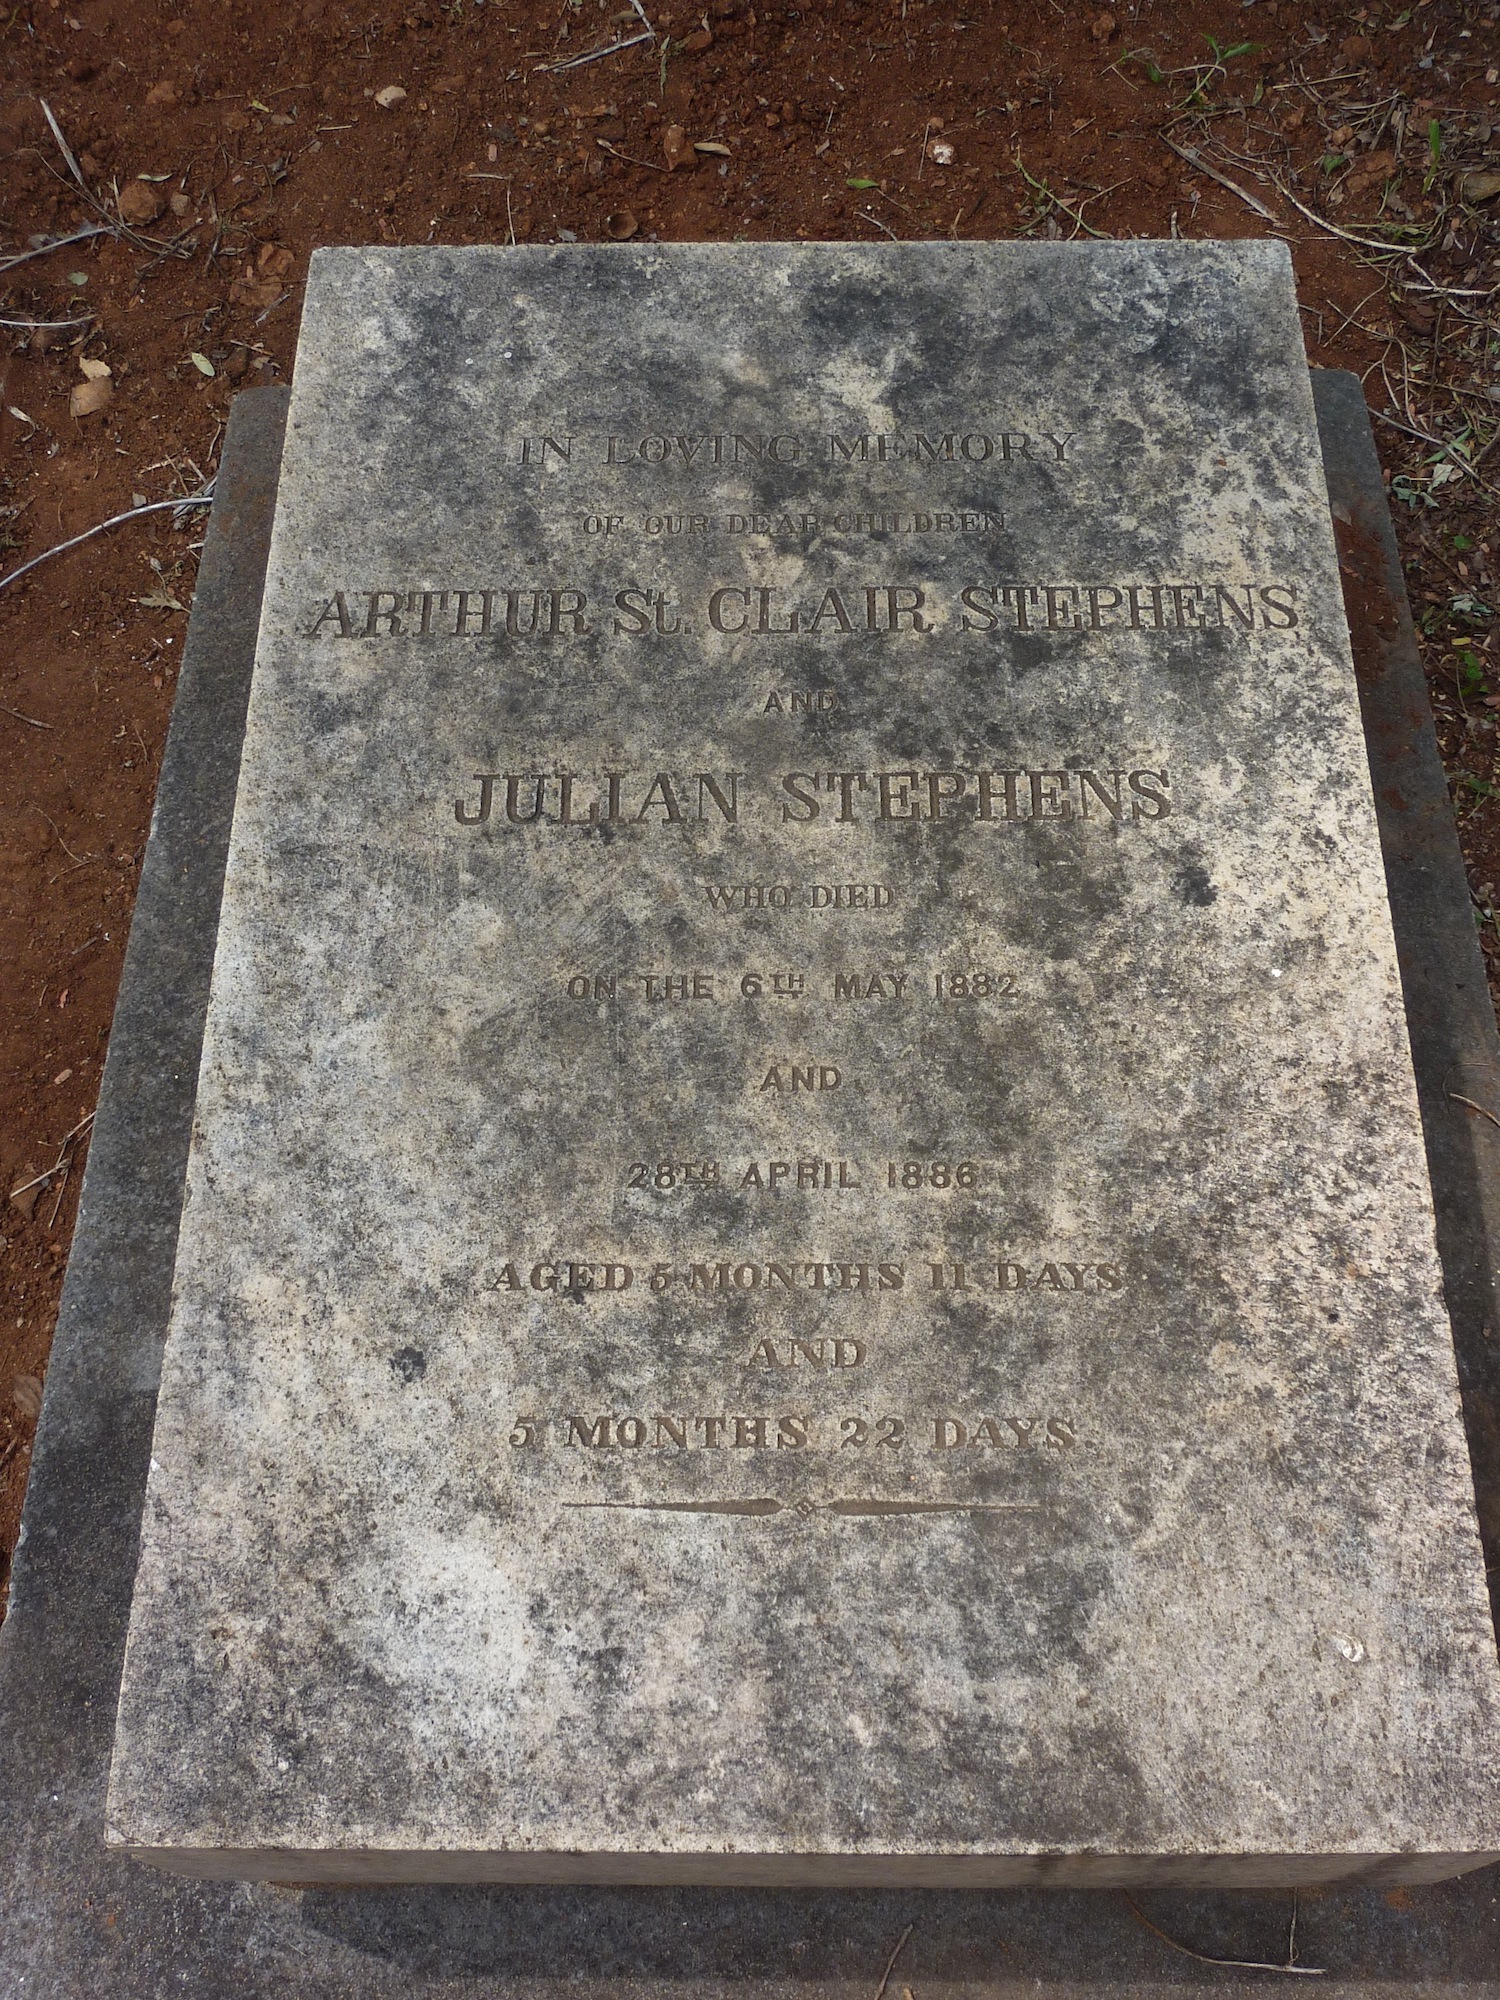 IN LOVING MEMORY
OF OUR DEAR CHILDREN
ARTHUR St. CLAIR STEPHENS
AND
JULIAN STEPHENS
WHO DIED
ON THE 6TH MAY 1882
AND
28TH APRIL 1886
AGED 5 MONTHS 11 DAYS
AND
5 MONTHS 22 DAYS.